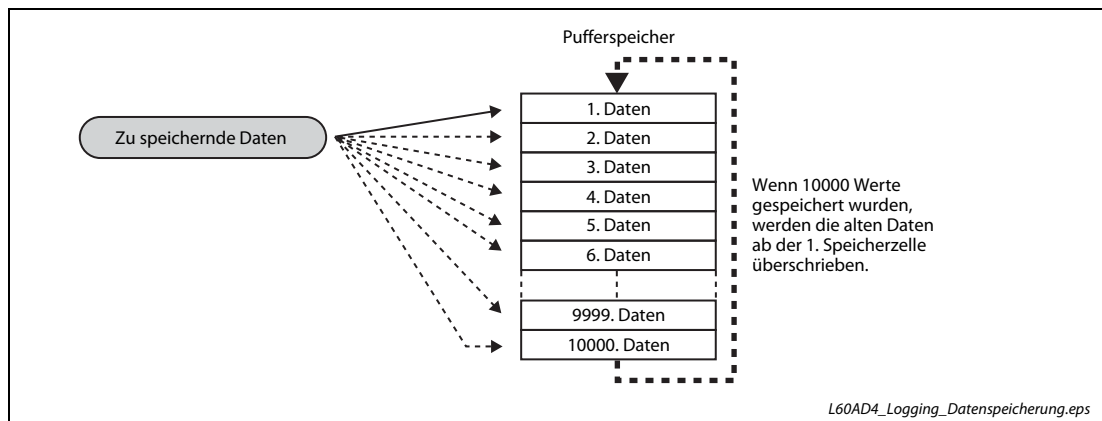 Pufferspeicher
Zu speichernde Daten
1. Daten
2. Daten
3. Daten
4. Daten
5. Daten
6. Daten
9999. Daten
10000. Daten
Wenn 10000 Werte
gespeichert wurden,
werden die alten Daten
ab der 1. Speicherzelle
überschrieben.
L60AD4_Logging_Datenspeicherung.eps